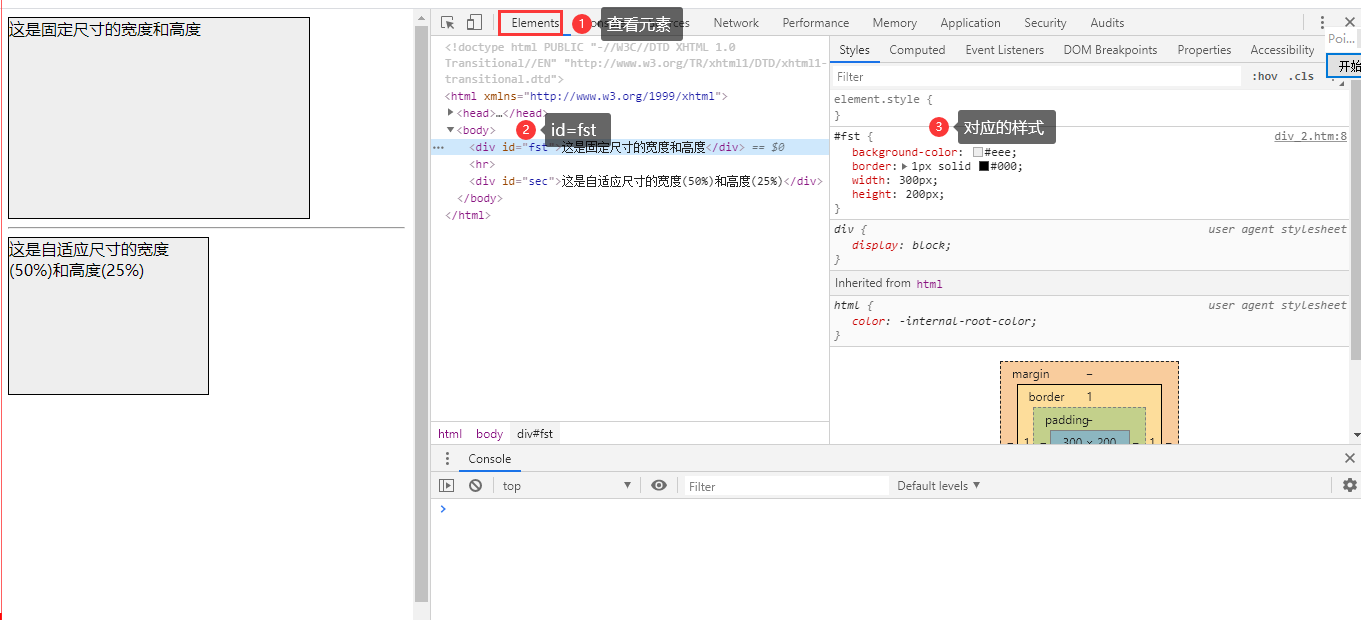 这是固定尺寸的宽度和高度
这是自适应尺寸的宽度
(50%)和高度(25%)
Elements
1
查看元素
Network
Performance
Memory
Application
Security
Audits
<!doctype html PUBLIC "-//W3C//DTD XHTML 1.0
Transitional//EN" "http://www.w3.org/TR/xhtml1/DTD/xhtml1-
transitional.dtd">
<html xmlns="http://www.w3.org/1999/xhtml">
<head>…</head>
<body>
2
id=fst
<div id="fst">这是固定尺寸的宽度和高度</div> == $0
<hr>
<div id="sec">这是自适应尺寸的宽度(50%)和高度(25%)</div>
</body>
</html>
html body div#fst
Styles Computed Event Listeners DOM Breakpoints Properties Accessibility
Poi...
开始
Filter
:hov .cls
element.style {
}
3
对应的样式
#fst {
div_2.htm:8
background-color: #eee;
border: 1px solid #000;
width: 300px;
height: 200px;
}
div {
user agent stylesheet
display: block;
}
Inherited from html
html {
user agent stylesheet
color: -internal-root-color;
}
margin –
border 1
padding –
– 1 – 300 × 200 – 1 –
Console
top
Filter
Default levels